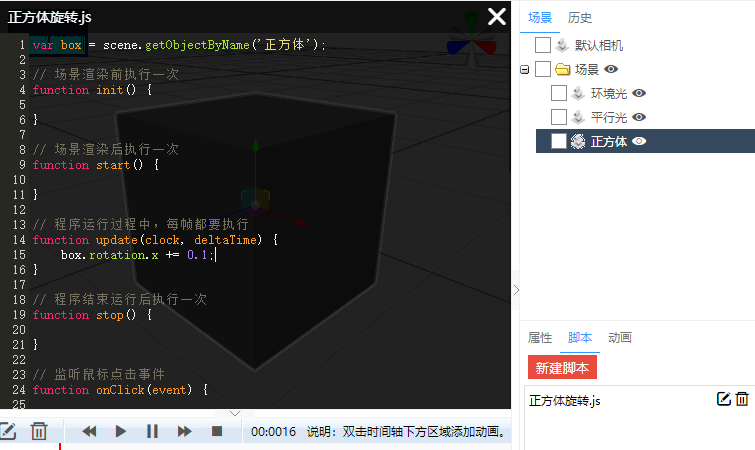 正方体旋转.js
1 var box = scene.getObjectByName('正方体');
2
3 // 场景渲染前执行一次
4 function init() {
5
6 }
7
8 // 场景渲染后执行一次
9 function start() {
10
11 }
12
13 // 程序运行过程中，每帧都要执行
14 function update(clock, deltaTime) {
15     box.rotation.x += 0.1;
16 }
17
18 // 程序结束运行后执行一次
19 function stop() {
20
21 }
22
23 // 监听鼠标点击事件
24 function onClick(event) {
25
00:0016 说明：双击时间轴下方区域添加动画。
场景 历史
默认相机
场景
环境光
平行光
正方体
属性 脚本 动画
新建脚本
正方体旋转.js